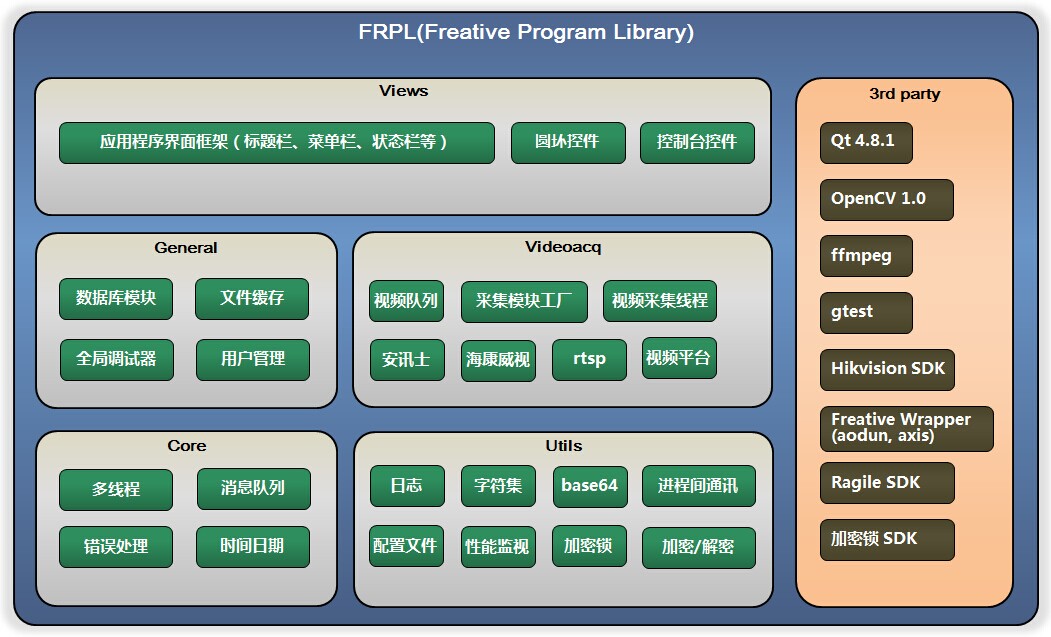 FRPL(Freative Program Library)
Views
应用程序界面框架（标题栏、菜单栏、状态栏等）
圆环控件
控制台控件
General
数据库模块
文件缓存
全局调试器
用户管理
Videoacq
视频队列
采集模块工厂
视频采集线程
安讯士
海康威视
rtsp
视频平台
Core
多线程
消息队列
错误处理
时间日期
Utils
日志
字符集
base64
进程间通讯
配置文件
性能监视
加密锁
加密/解密
3rd party
Qt 4.8.1
OpenCV 1.0
ffmpeg
gtest
Hikvision SDK
Freative Wrapper
(aodun, axis)
Ragile SDK
加密锁 SDK